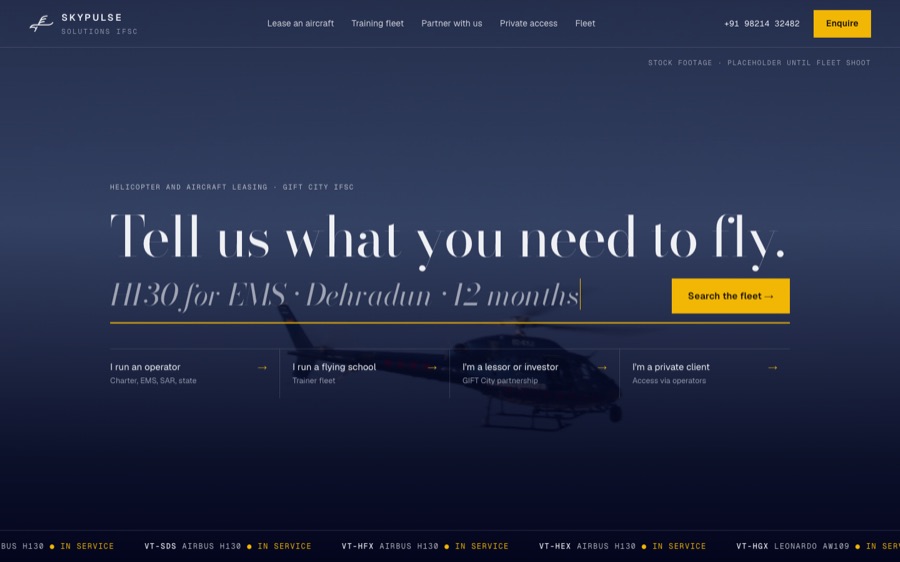 SKYPULSE
SOLUTIONS IFSC
Lease an aircraft Training fleet Partner with us Private access Fleet
+91 98214 32482
Enquire
STOCK FOOTAGE · PLACEHOLDER UNTIL FLEET SHOOT
HELICOPTER AND AIRCRAFT LEASING · GIFT CITY IFSC
Tell us what you need to fly.
H130 for EMS · Dehradun · 12 months
Search the fleet →
I run an operator →
Charter, EMS, SAR, state
I run a flying school →
Trainer fleet
I'm a lessor or investor →
GIFT City partnership
I'm a private client →
Access via operators
BUS H130 ● IN SERVICE VT-SDS AIRBUS H130 ● IN SERVICE VT-HFX AIRBUS H130 ● IN SERVICE VT-HEX AIRBUS H130 ● IN SERVICE VT-HGX LEONARDO AW109 ● IN SER